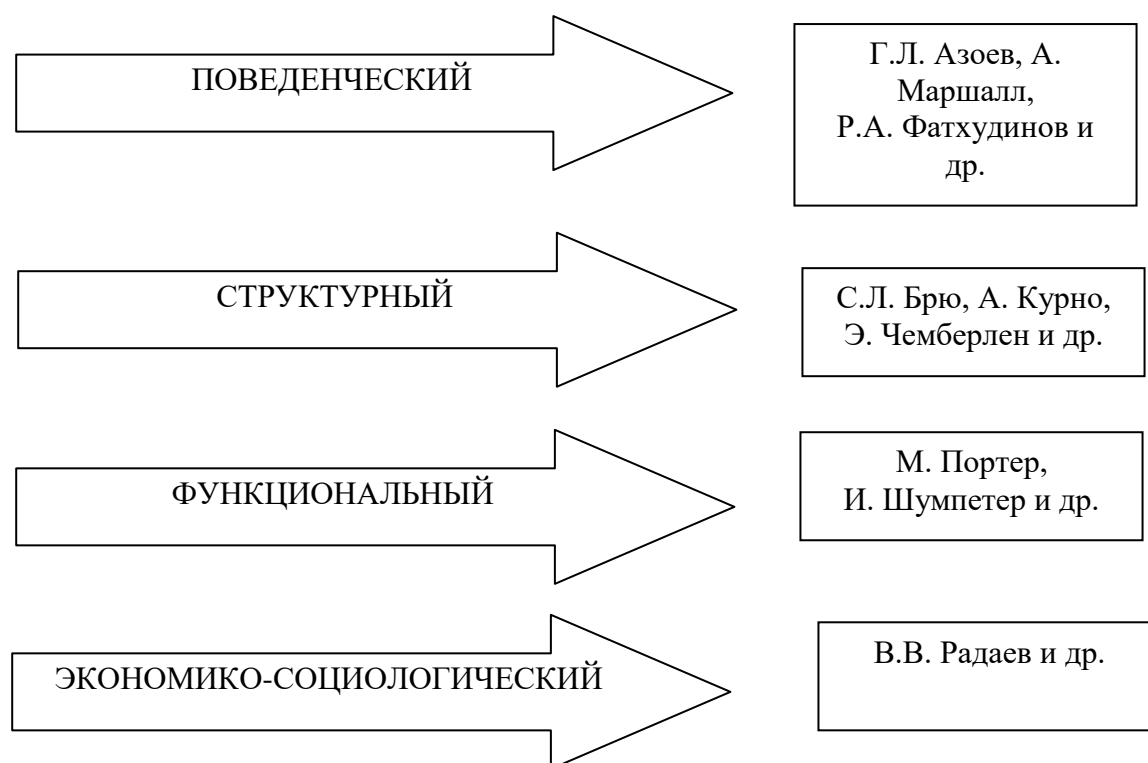 ПОВЕДЕНЧЕСКИЙ
Г.Л. Азоев, А.
Маршалл,
Р.А. Фатхудинов и
др.
СТРУКТУРНЫЙ
С.Л. Брю, А. Курно,
Э. Чемберлен и др.
ФУНКЦИОНАЛЬНЫЙ
М. Портер,
И. Шумпетер и др.
ЭКОНОМИКО-СОЦИОЛОГИЧЕСКИЙ
В.В. Радаев и др.